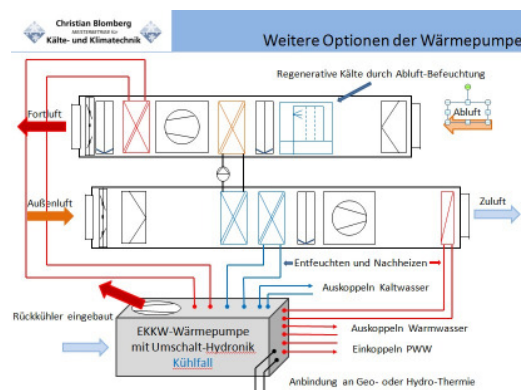 Christian Blomberg
MEISTERBETRIEB für
Kälte- und Klimatechnik
Weitere Optionen der Wärmepumpe
Regenerative Kälte durch Abluft-Befeuchtung
Fortluft
Abluft
Außenluft
Zuluft
Entfeuchten und Nachheizen
Auskoppeln Kaltwasser
Rückkühler eingebaut
EKKW-Wärmepumpe
mit Umschalt-Hydronik
Kühlfall
Auskoppeln Warmwasser
Einkoppeln PWW
Anbindung an Geo- oder Hydro-Thermie